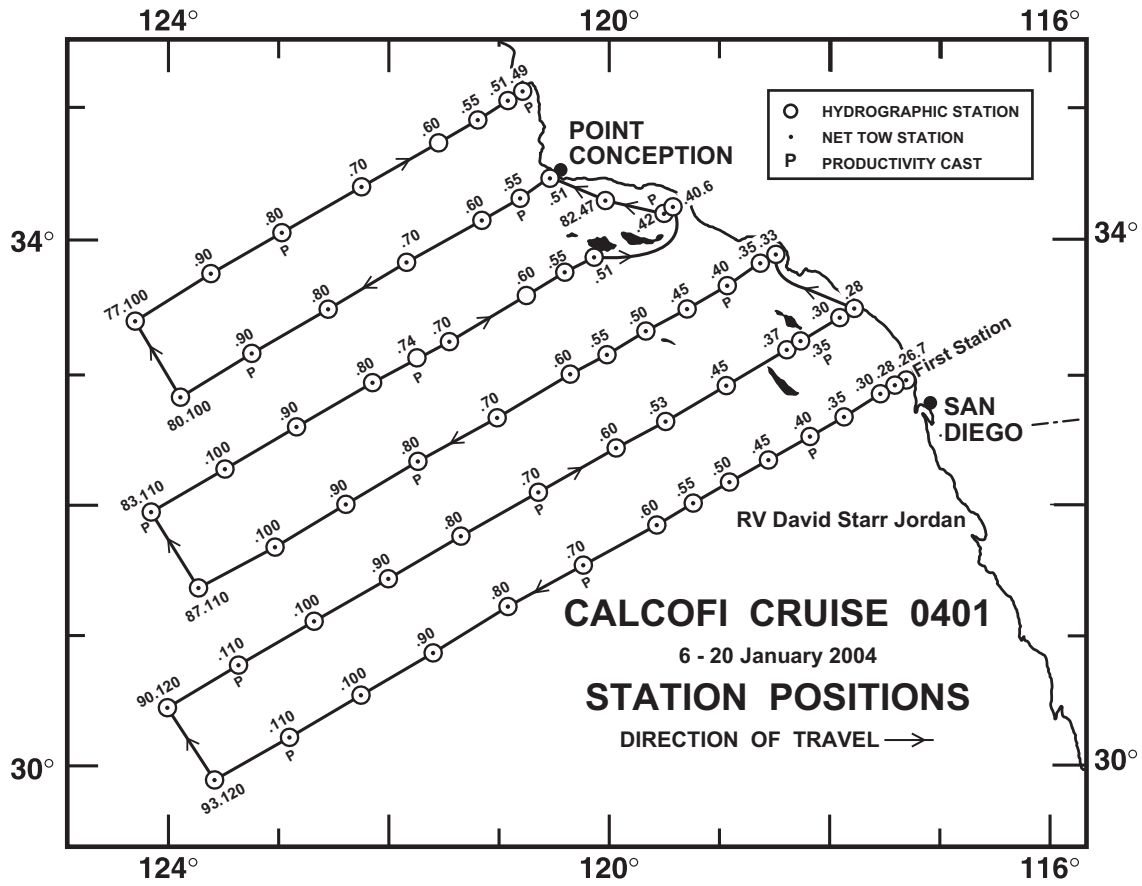 124° 120° 116°
.49
.51
.55
.60
P
.70
.80
P
.90
77.100
HYDROGRAPHIC STATION
NET TOW STATION
P PRODUCTIVITY CAST
POINT
CONCEPTION
.51
82.47
P
.42
.40.6
.55
P
.60
.70
.80
.90
P
80.100
34° 34°
.51
.55
.60
.70
.74
P
.80
.90
.100
83.110
P
.33
.35
.40
P
.45
.50
.55
.60
.70
.80
P
.90
.100
87.110
.28
.30
.35
P
.37
.45
.53
.60
.70
P
.80
.90
.100
.110
P
90.120
First Station
.26.7
.28
.30
.35
.40
P
.45
.50
.55
.60
.70
P
.80
.90
.100
.110
P
93.120
SAN
DIEGO
RV David Starr Jordan
CALCOFI CRUISE 0401
6 - 20 January 2004
STATION POSITIONS
DIRECTION OF TRAVEL
30° 30°
124° 120° 116°